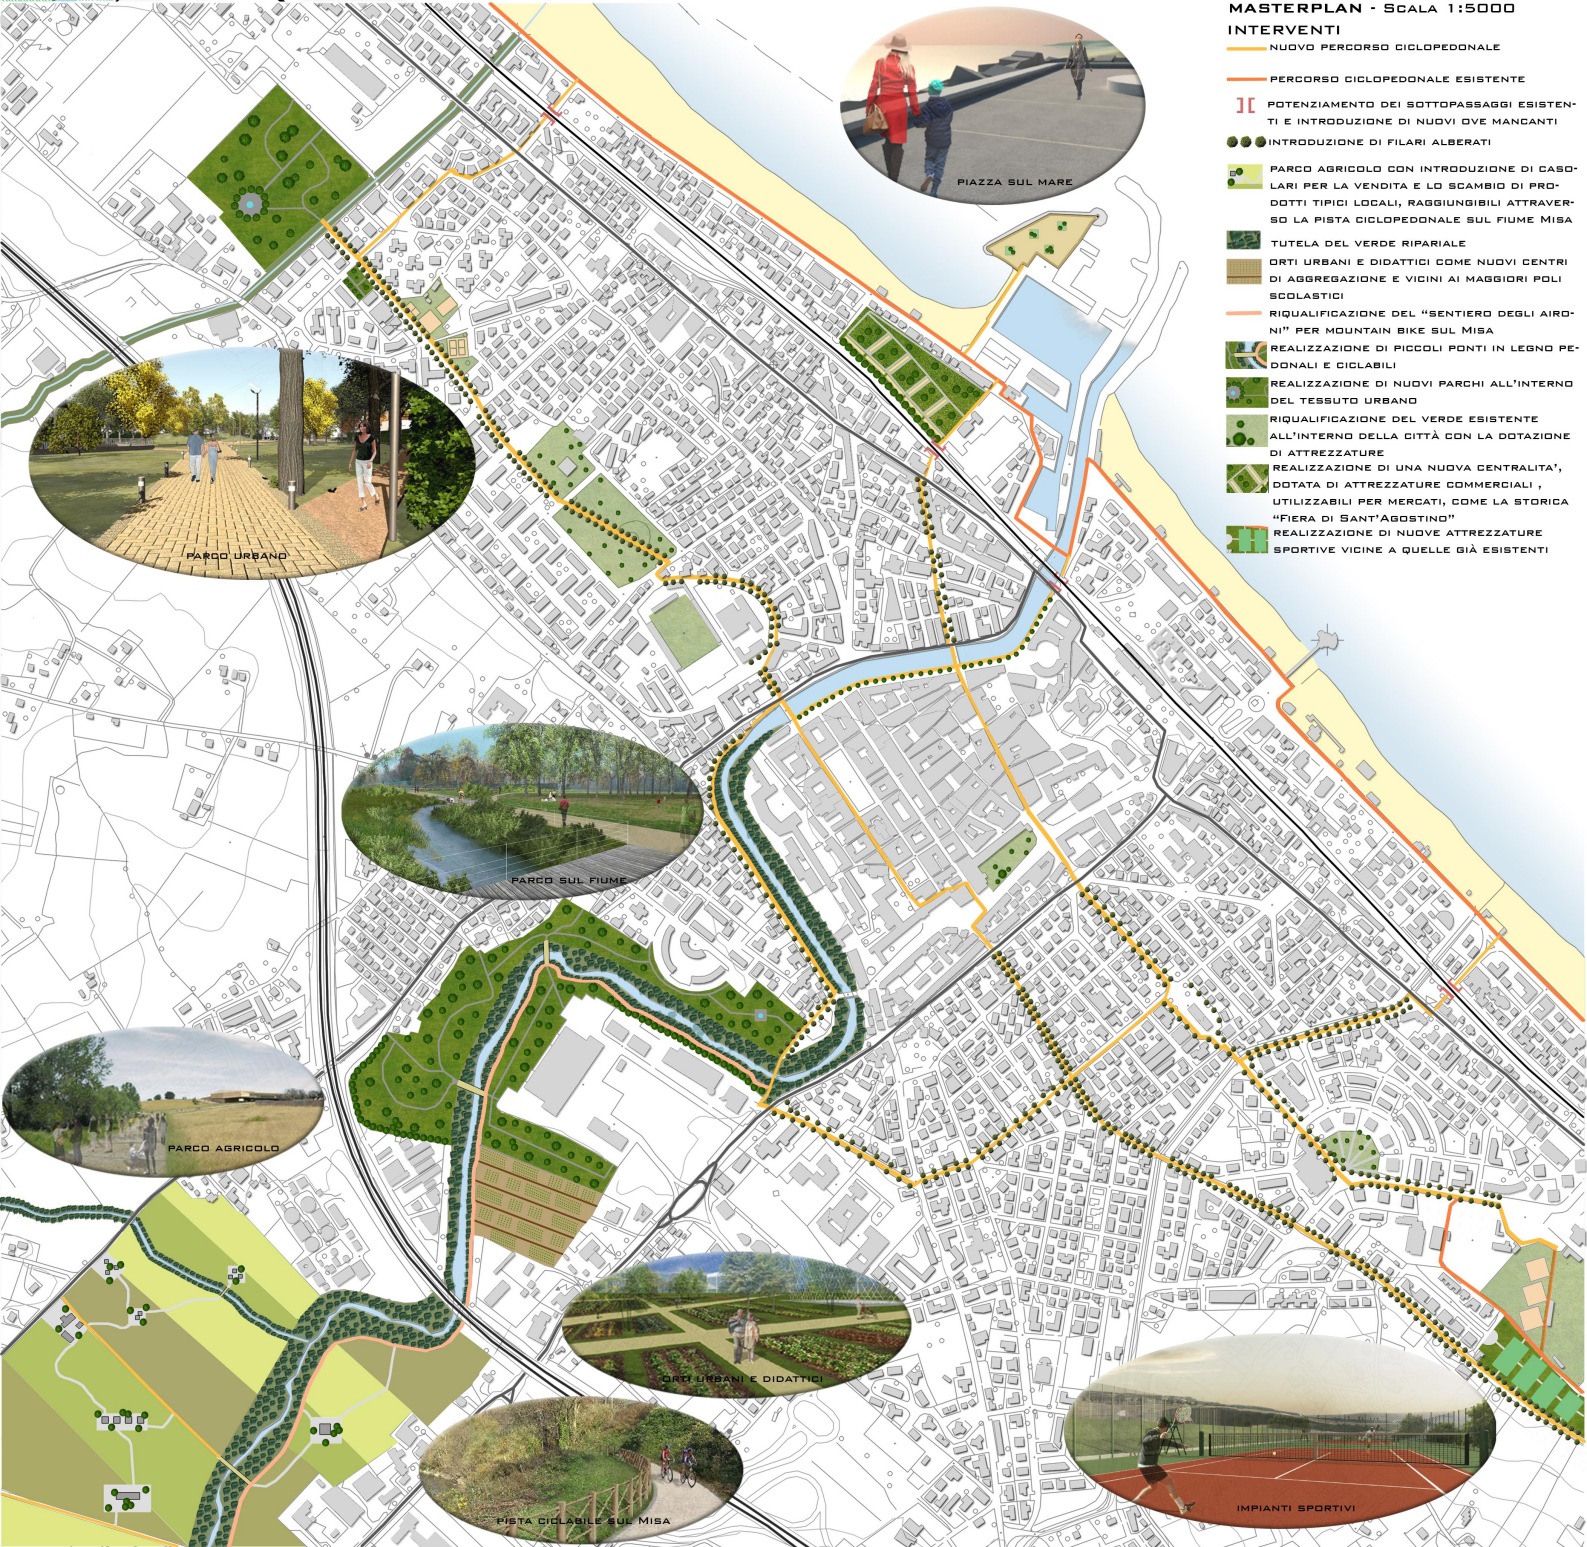 MASTERPLAN - Scala 1:5000
INTERVENTI
NUOVO PERCORSO CICLOPEDONALE
PERCORSO CICLOPEDONALE ESISTENTE
POTENZIAMENTO DEI SOTTOPASSAGGI ESISTEN-
TI E INTRODUZIONE DI NUOVI OVE MANCANTI
INTRODUZIONE DI FILARI ALBERATI
PARCO AGRICOLO CON INTRODUZIONE DI CASO-
LARI PER LA VENDITA E LO SCAMBIO DI PRO-
DOTTI TIPICI LOCALI, RAGGIUNGIBILI ATTRAVER-
SO LA PISTA CICLOPEDONALE SUL FIUME MISA
TUTELA DEL VERDE RIPARIALE
ORTI URBANI E DIDATTICI COME NUOVI CENTRI
DI AGGREGAZIONE E VICINI AI MAGGIORI POLI
SCOLASTICI
RIQUALIFICAZIONE DEL “SENTIERO DEGLI AIRO-
NI” PER MOUNTAIN BIKE SUL MISA
REALIZZAZIONE DI PICCOLI PONTI IN LEGNO PE-
DONALI E CICLABILI
REALIZZAZIONE DI NUOVI PARCHI ALL'INTERNO
DEL TESSUTO URBANO
RIQUALIFICAZIONE DEL VERDE ESISTENTE
ALL'INTERNO DELLA CITTÀ CON LA DOTAZIONE
DI ATTREZZATURE
REALIZZAZIONE DI UNA NUOVA CENTRALITA',
DOTATA DI ATTREZZATURE COMMERCIALI ,
UTILIZZABILI PER MERCATI, COME LA STORICA
“FIERA DI SANT'AGOSTINO”
REALIZZAZIONE DI NUOVE ATTREZZATURE
SPORTIVE VICINE A QUELLE GIÀ ESISTENTI
PIAZZA SUL MARE
PARCO URBANO
PARCO SUL FIUME
PARCO AGRICOLO
ORTI URBANI E DIDATTICI
PISTA CICLABILE SUL MISA
IMPIANTI SPORTIVI